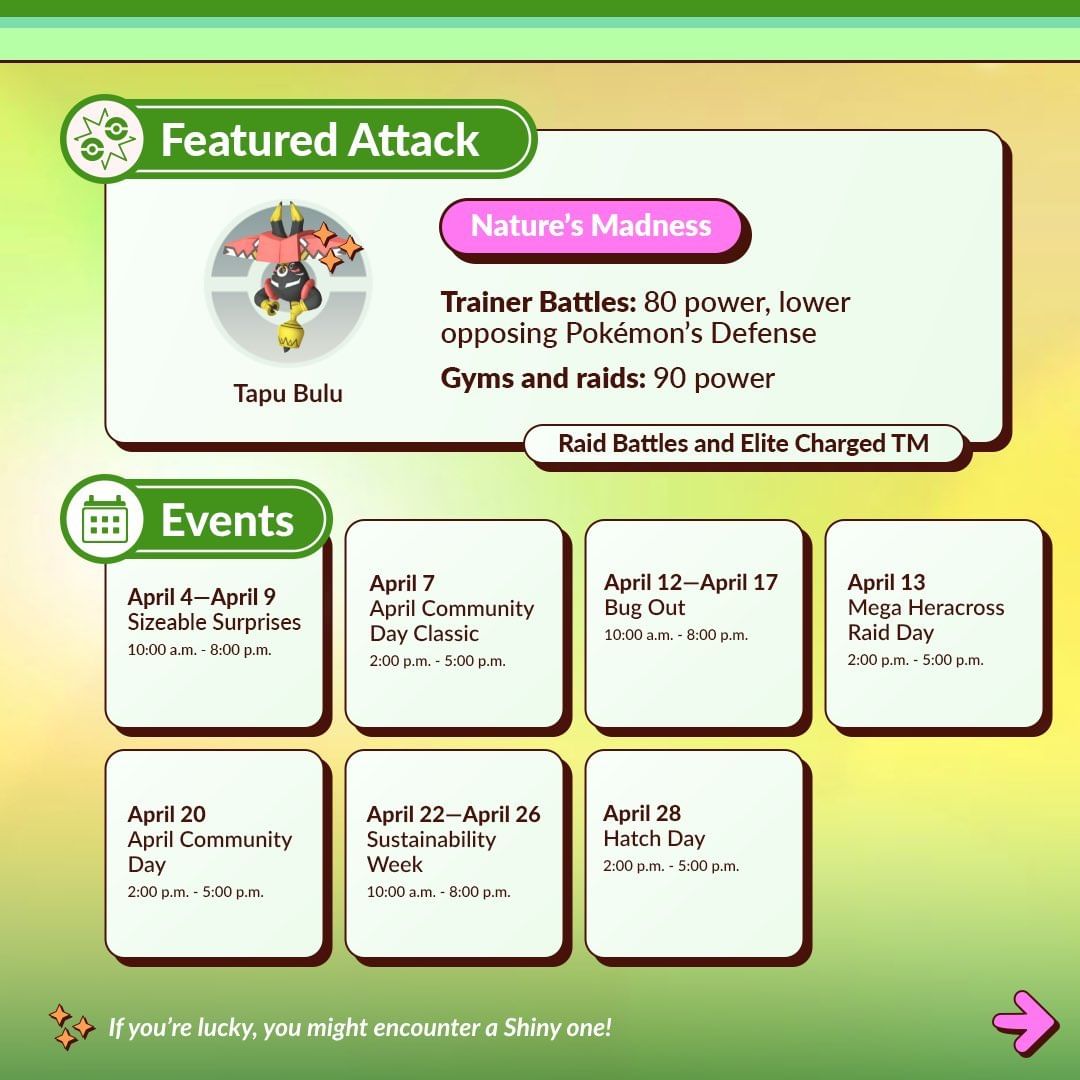 Featured Attack
Nature's Madness
Trainer Battles: 80 power, lower
opposing Pokémon's Defense
Gyms and raids: 90 power
Tapu Bulu
Raid Battles and Elite Charged TM
Events
April 4—April 9
Sizeable Surprises
10:00 a.m. - 8:00 p.m.
April 7
April Community
Day Classic
2:00 p.m. - 5:00 p.m.
April 12—April 17
Bug Out
10:00 a.m. - 8:00 p.m.
April 13
Mega Heracross
Raid Day
2:00 p.m. - 5:00 p.m.
April 20
April Community
Day
2:00 p.m. - 5:00 p.m.
April 22—April 26
Sustainability
Week
10:00 a.m. - 8:00 p.m.
April 28
Hatch Day
2:00 p.m. - 5:00 p.m.
If you're lucky, you might encounter a Shiny one!